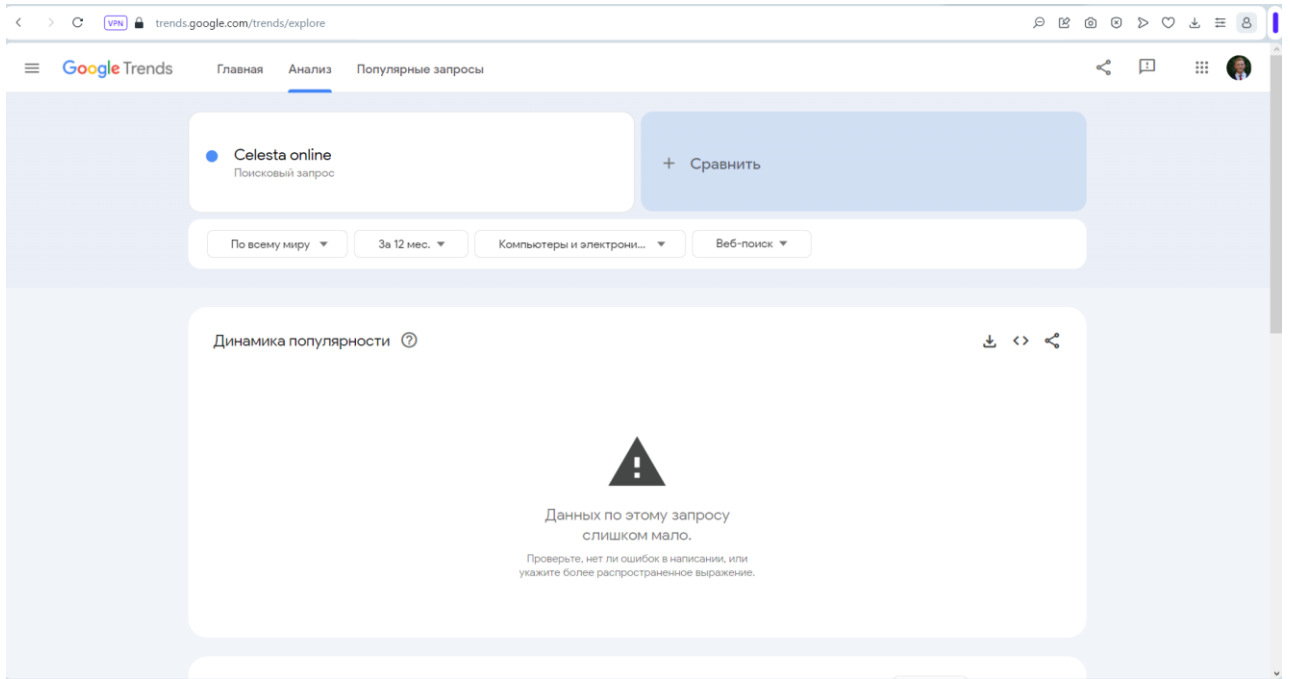 VPN trends.google.com/trends/explore
Google Trends Главная Анализ Популярные запросы
Celesta online
Поисковый запрос
+ Сравнить
По всему миру За 12 мес. Компьютеры и электрони... Веб-поиск
Динамика популярности
Данных по этому запросу
слишком мало.
Проверьте, нет ли ошибок в написании, или
укажите более распространенное выражение.